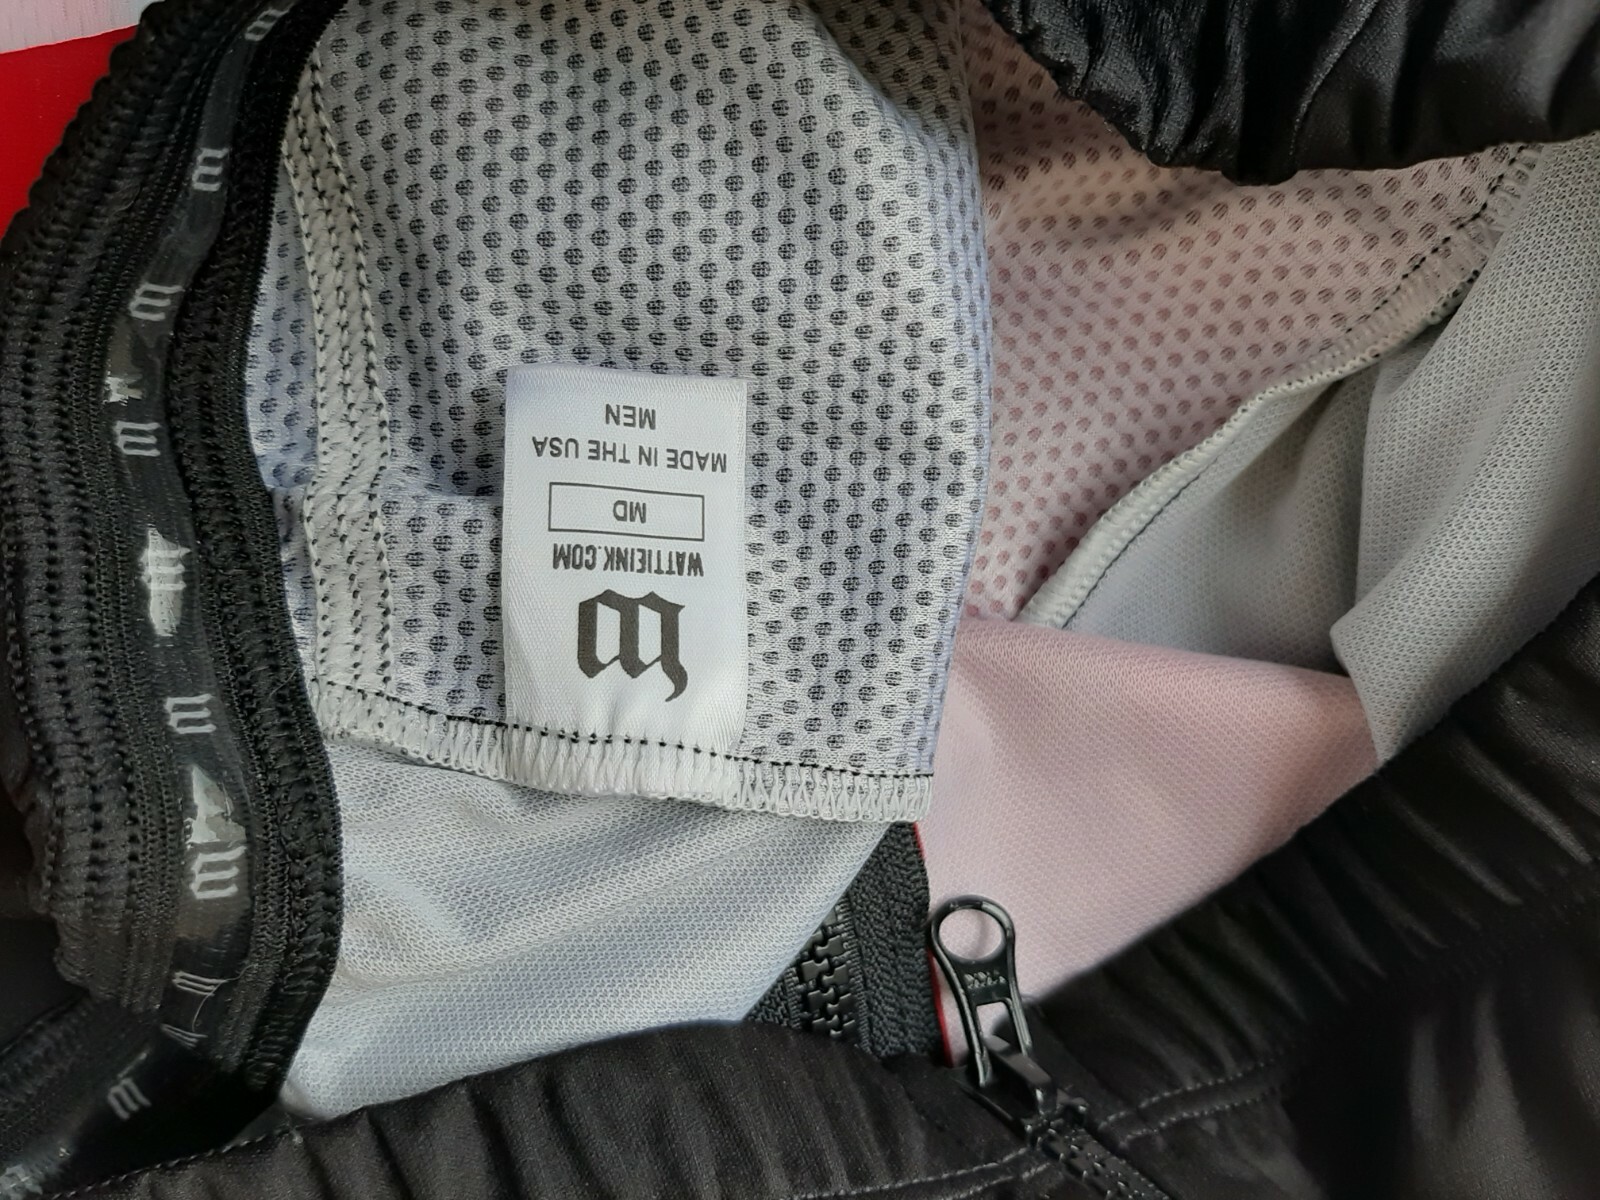 WATTIEINK.COM
MD
MADE IN THE USA
MEN